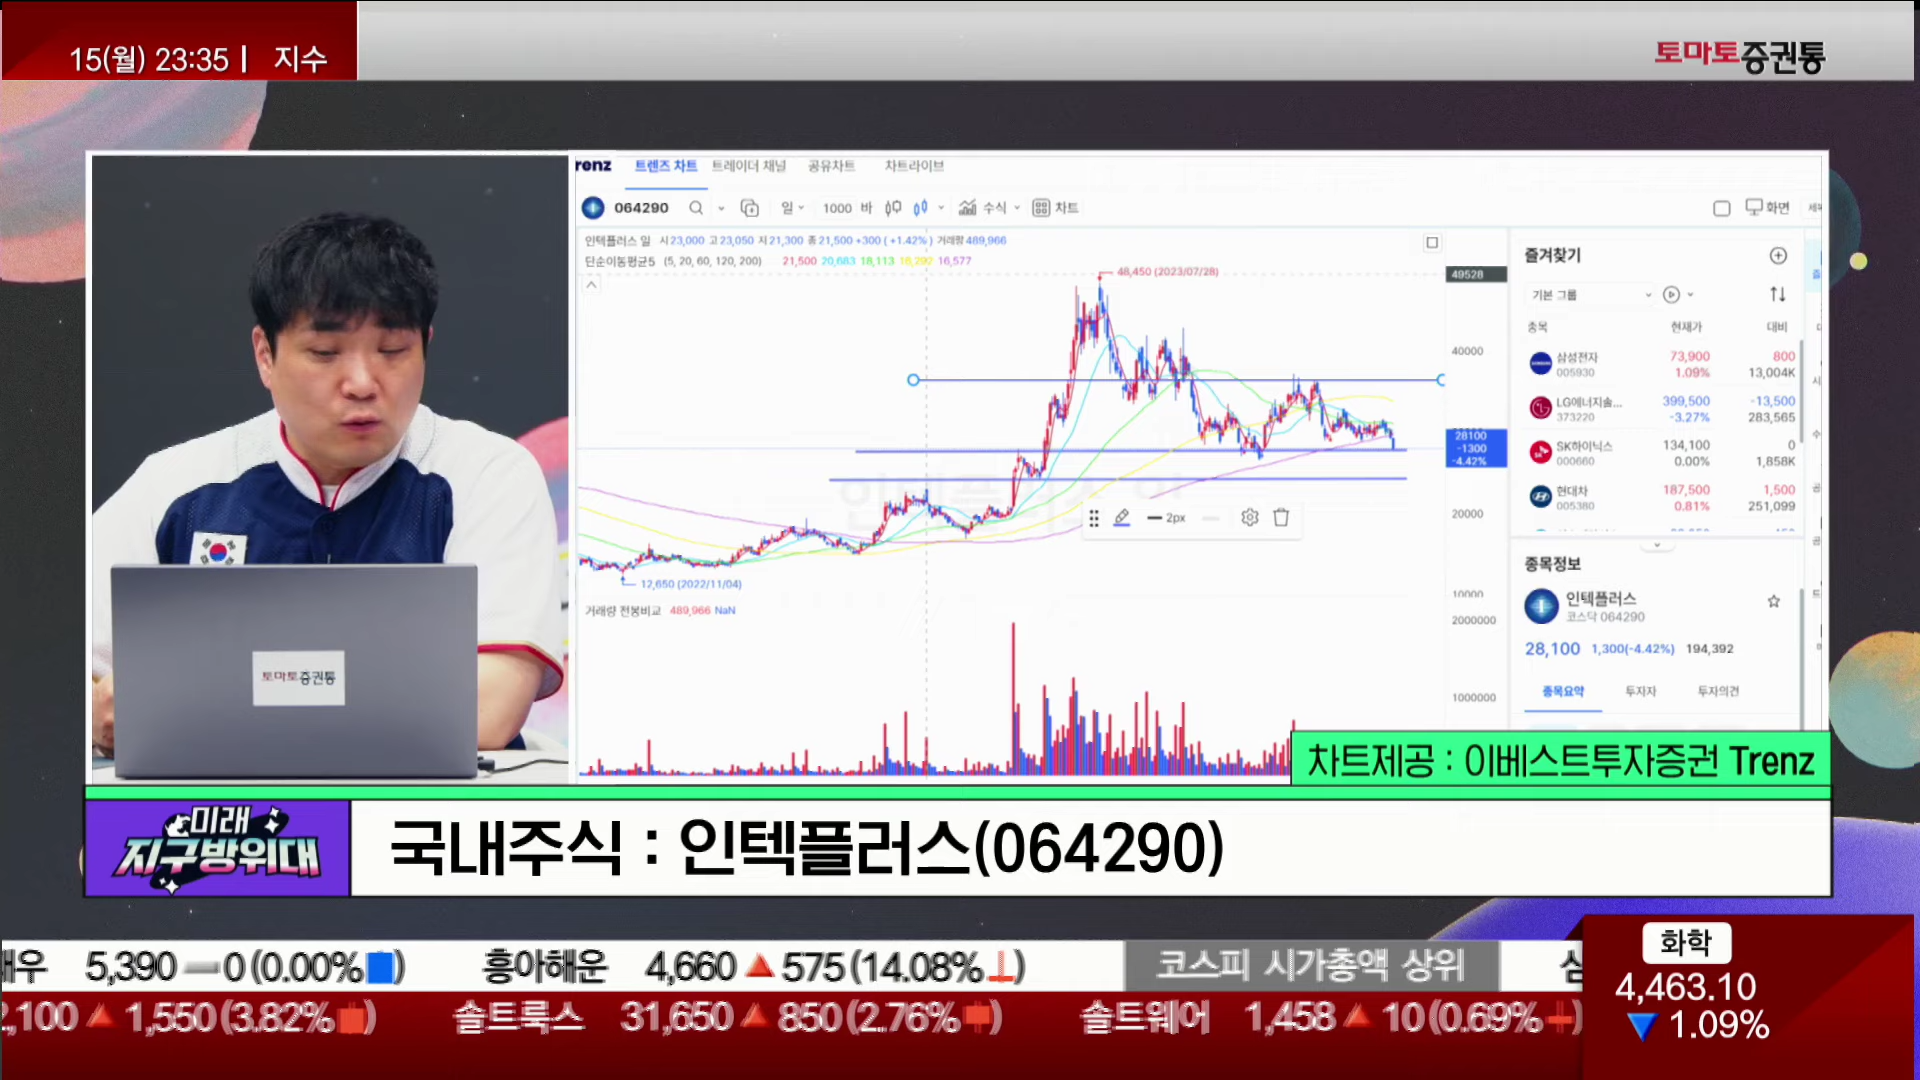 15(월) 23:35 | 지수
토마토증권통
renz 트렌즈 차트 트레이더 채널 공유차트 차트라이브
064290 일 1000 바 수식 차트 화면
인텍플러스 일 시23,000 고23,050 저21,300 종21,500 +300 ( +1.42% ) 거래량489,966
단순이동평균5 (5, 20, 60, 120, 200) 21,500 20,683 18,113 16,292 16,577
48,450 (2023/07/28)
49528
40000
28100
-1300
-4.42%
20000
10000
2px
12,650 (2022/11/04)
거래량 전봉비교 489,966 NaN
2000000
1000000
즐겨찾기
기본 그룹
종목 현재가 대비
삼성전자 73,900 800
005930 1.09% 13,004K
LG에너지솔... 399,500 -13,500
373220 -3.27% 283,565
SK하이닉스 134,100 0
000660 0.00% 1,858K
현대차 187,500 1,500
005380 0.81% 251,099
종목정보
인텍플러스
코스닥 064290
28,100 1,300(-4.42%) 194,392
종목요약 투자자 투자의견
토마토증권통
차트제공 : 이베스트투자증권 Trenz
미래
지구방위대
국내주식 : 인텍플러스(064290)
5,390 0(0.00%) 흥아해운 4,660 ▲ 575(14.08%) 코스피 시가총액 상위
2,100 ▲ 1,550(3.82%) 솔트룩스 31,650 ▲ 850(2.76%) 솔트웨어 1,458 ▲ 10(0.69%)
화학
4,463.10
▼ 1.09%